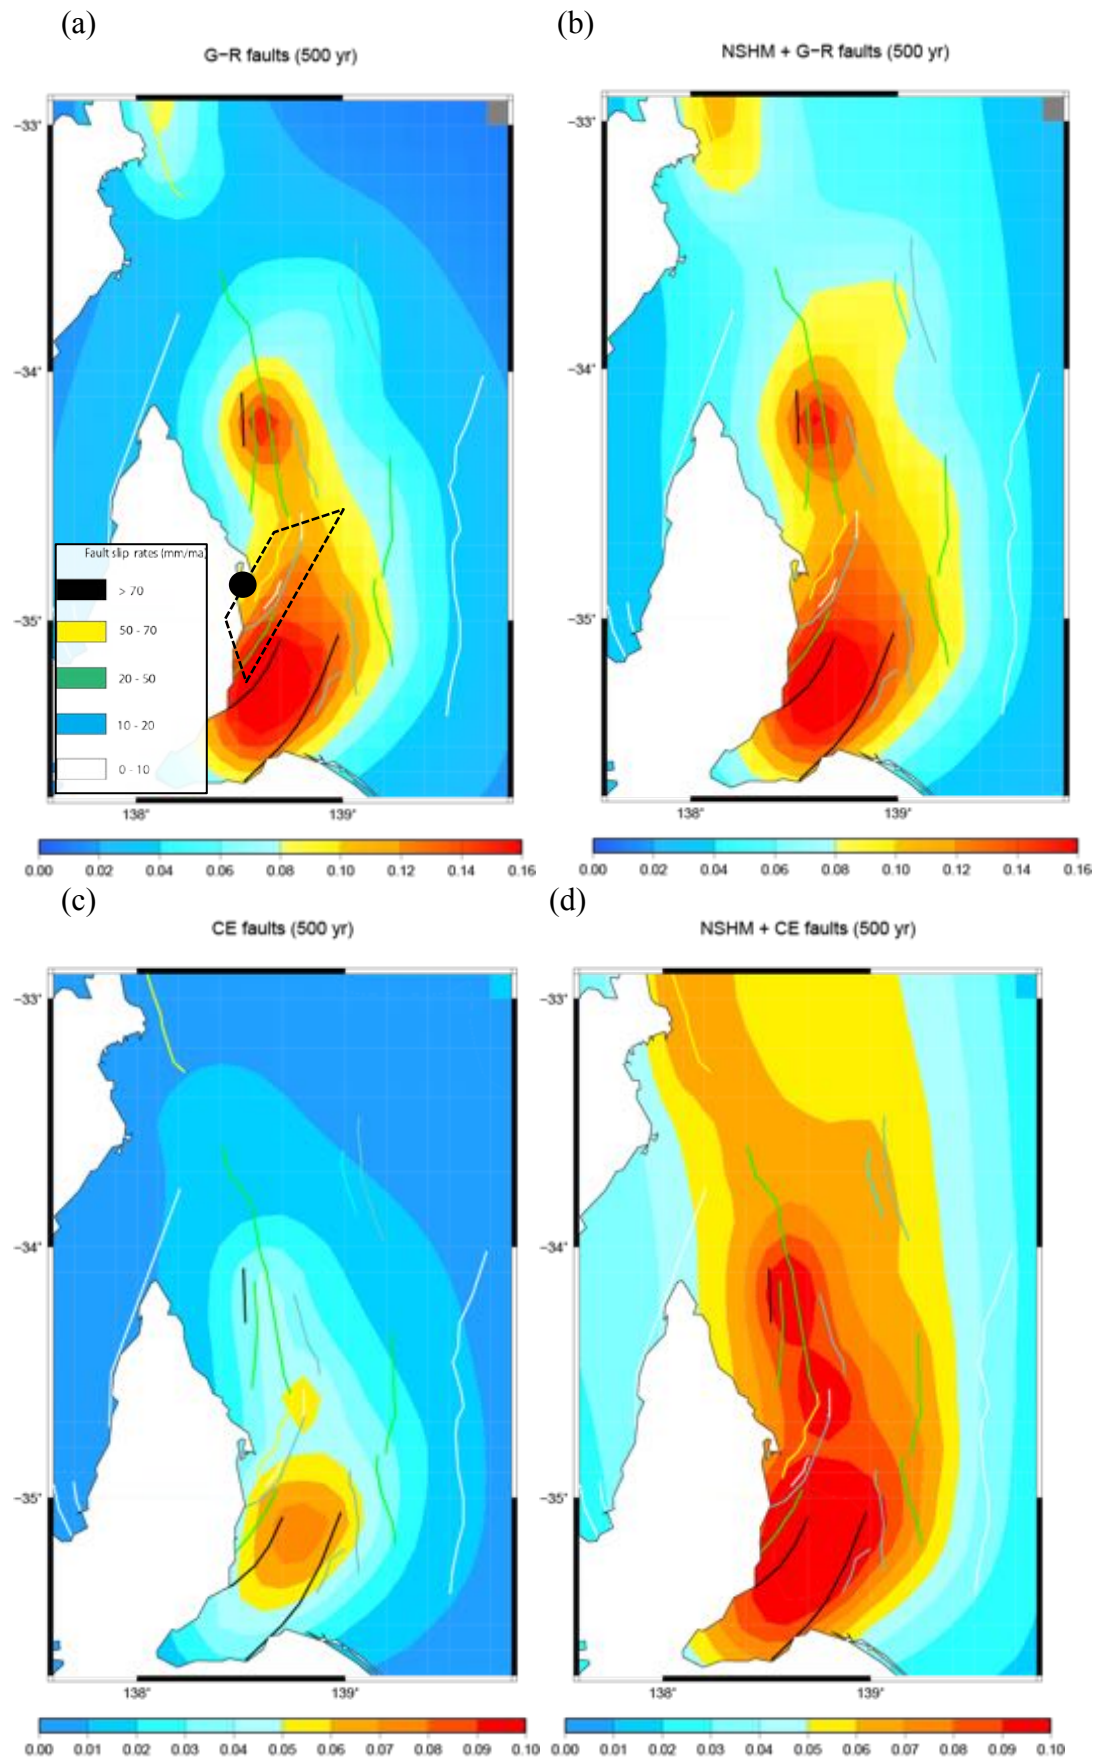 (a)
(b)
G−R faults (500 yr)
NSHM + G−R faults (500 yr)
−33°
−34°
−35°
Fault slip rates (mm/ma)
> 70
50 - 70
20 - 50
10 - 20
0 - 10
138°
139°
−33°
−34°
−35°
138°
139°
0.00 0.02 0.04 0.06 0.08 0.10 0.12 0.14 0.16
0.00 0.02 0.04 0.06 0.08 0.10 0.12 0.14 0.16
(c)
(d)
CE faults (500 yr)
NSHM + CE faults (500 yr)
−33°
−34°
−35°
138°
139°
−33°
−34°
−35°
138°
139°
0.00 0.01 0.02 0.03 0.04 0.05 0.06 0.07 0.08 0.09 0.10
0.00 0.01 0.02 0.03 0.04 0.05 0.06 0.07 0.08 0.09 0.10